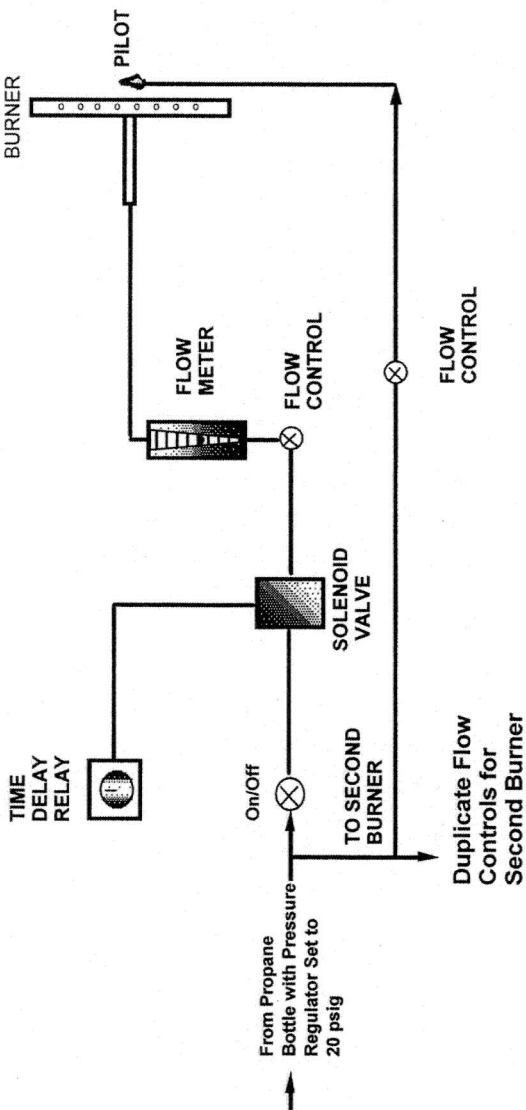 BURNER
PILOT
FLOW
METER
FLOW
CONTROL
FLOW
CONTROL
SOLENOID
VALVE
TIME
DELAY
RELAY
On/Off
TO SECOND
BURNER
From Propane
Bottle with Pressure
Regulator Set to
20 psig
Duplicate Flow
Controls for
Second Burner